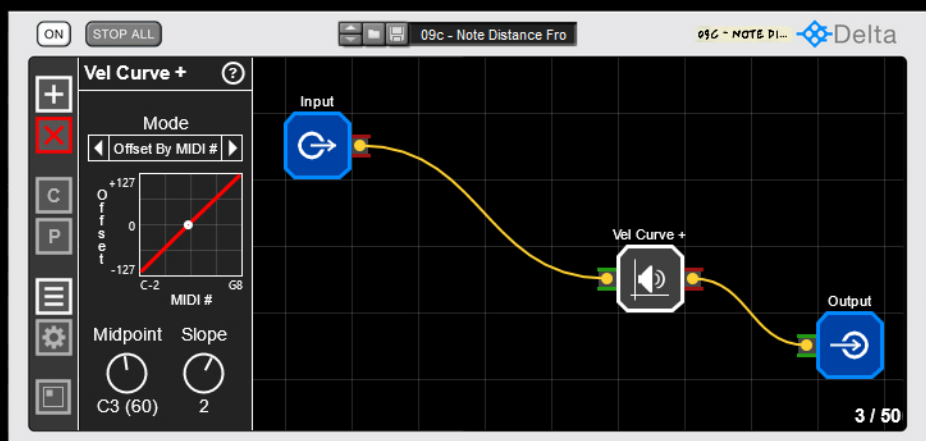 ON
STOP ALL
09c - Note Distance Fro
09C - NOTE DI...
Delta
Vel Curve +
?
C
P
Mode
Offset By MIDI #
Offset
+127
0
-127
C-2
G8
MIDI #
Midpoint
Slope
C3 (60)
2
Input
Vel Curve +
Output
3 / 50